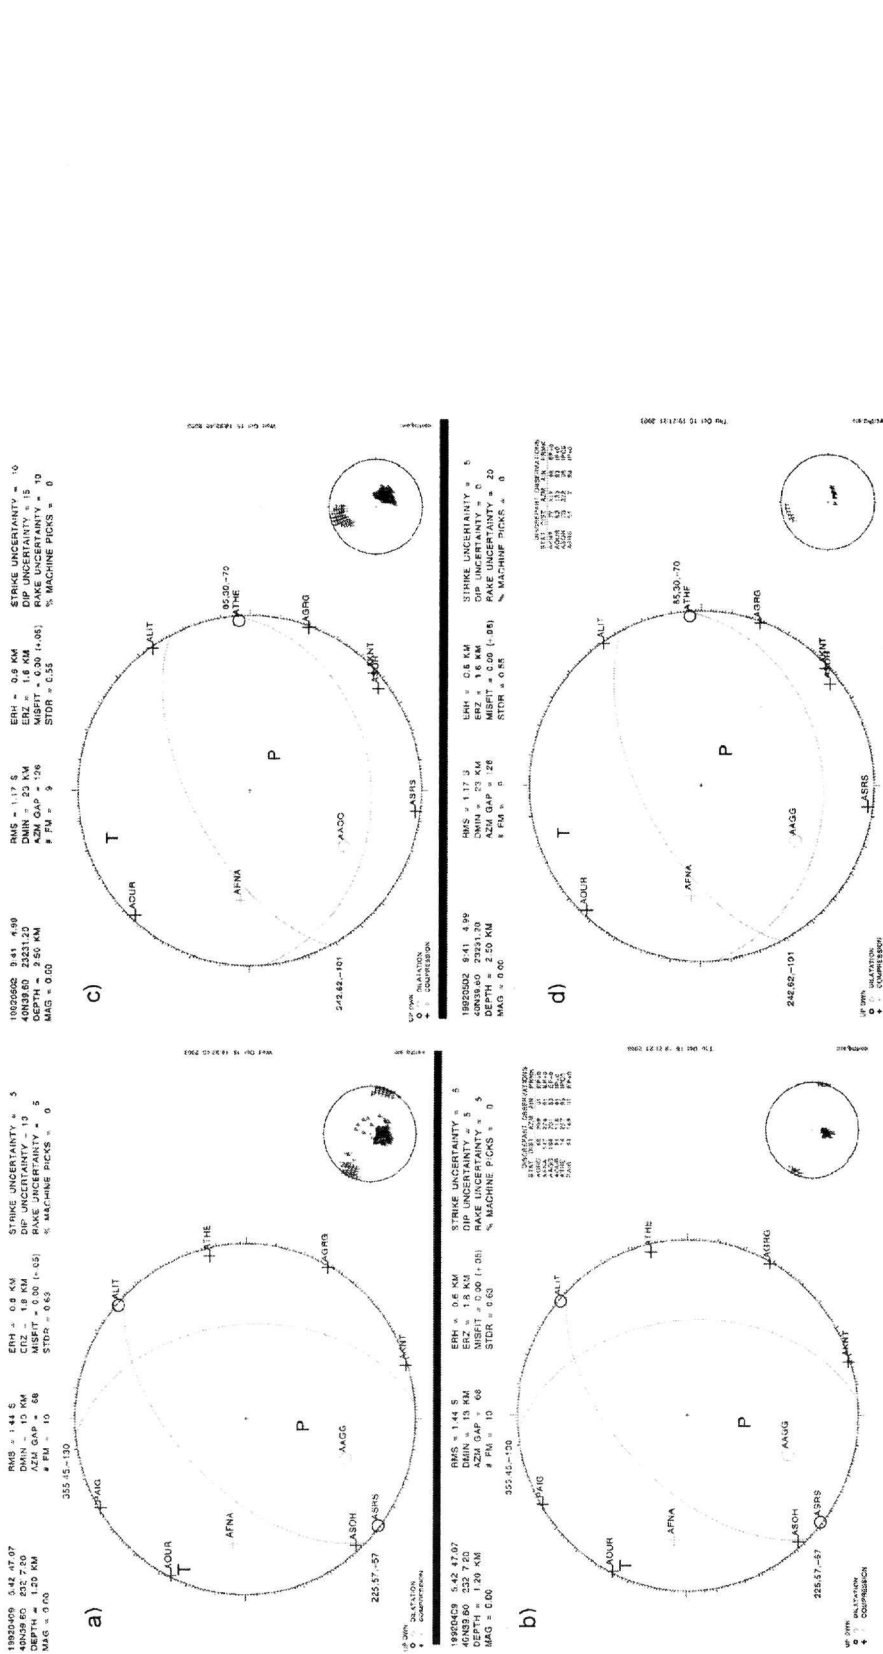 a)
19920409 5:42 47.07
40N39.60 232 7.20
DEPTH = 1.20 KM
MAG = 0.00
RMS = 1.44 S
DMIN = 13 KM
AZM GAP = 68
# FM = 10
ERH = 0.6 KM
ERZ = 1.8 KM
MISFIT = 0.00 (+.05)
STDR = 0.63
STRIKE UNCERTAINTY = 5
DIP UNCERTAINTY = 13
RAKE UNCERTAINTY = 5
% MACHINE PICKS = 0
355,45,-130
PAIG
AOUR
T
AFNA
ALIT
ATHE
AGRG
P
AAGG
AKNT
ASOH
ASRS
225,57,-57
DILATATION
COMPRESSION
b)
19920409 5:42 47.07
40N39.60 232 7.20
DEPTH = 1.20 KM
MAG = 0.00
RMS = 1.44 S
DMIN = 13 KM
AZM GAP = 68
# FM = 10
ERH = 0.6 KM
ERZ = 1.8 KM
MISFIT = 0.00 (+.05)
STDR = 0.63
STRIKE UNCERTAINTY = 5
DIP UNCERTAINTY = 5
RAKE UNCERTAINTY = 5
% MACHINE PICKS = 0
DISCREPANT OBSERVATIONS
PAIG
AOUR
T
AFNA
ALIT
ATHE
AGRG
P
AAGG
AKNT
ASOH
ASRS
225,57,-57
DILATATION
COMPRESSION
c)
19920502 9:41 4.99
40N39.60 23231.20
DEPTH = 2.50 KM
MAG = 0.00
RMS = 1.17 S
DMIN = 23 KM
AZM GAP = 126
# FM = 9
ERH = 0.6 KM
ERZ = 1.6 KM
MISFIT = 0.00 (+.06)
STDR = 0.55
STRIKE UNCERTAINTY = 10
DIP UNCERTAINTY = 15
RAKE UNCERTAINTY = 10
% MACHINE PICKS = 0
ALIT
85,30,-70
ATHE
AGRG
AOUR
T
AFNA
P
AAGG
AKNT
ASOH
ASRS
242,62,-101
DILATATION
COMPRESSION
d)
19920502 9:41 4.99
40N39.60 23231.20
DEPTH = 2.50 KM
MAG = 0.00
RMS = 1.17 S
DMIN = 23 KM
AZM GAP = 126
# FM =
ERH = 0.6 KM
ERZ = 1.6 KM
MISFIT = 0.00 (+.06)
STDR = 0.55
STRIKE UNCERTAINTY = 5
DIP UNCERTAINTY = 0
RAKE UNCERTAINTY = 20
% MACHINE PICKS = 0
DISCREPANT OBSERVATIONS
ALIT
85,30,-70
ATHE
AGRG
AOUR
T
AFNA
P
AAGG
AKNT
ASOH
ASRS
242,62,-101
DILATATION
COMPRESSION